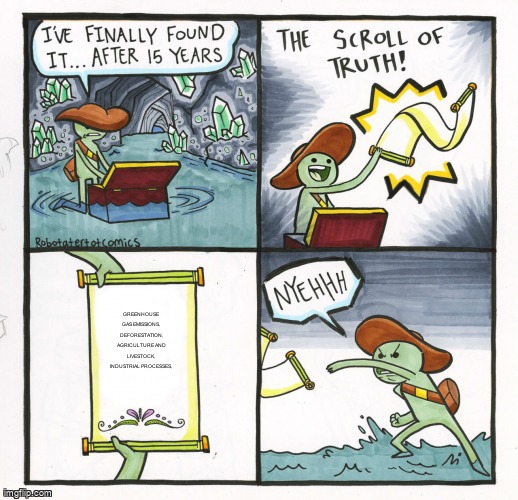 I'VE FINALLY FOUND
IT... AFTER 15 YEARS
THE SCROLL OF
TRUTH!
Robotatertotcomics
GREENHOUSE
GAS EMISSIONS,
DEFORESTATION,
AGRICULTURE AND
LIVESTOCK,
INDUSTRIAL PROCESSES,
NYEHHH
imgflip.com